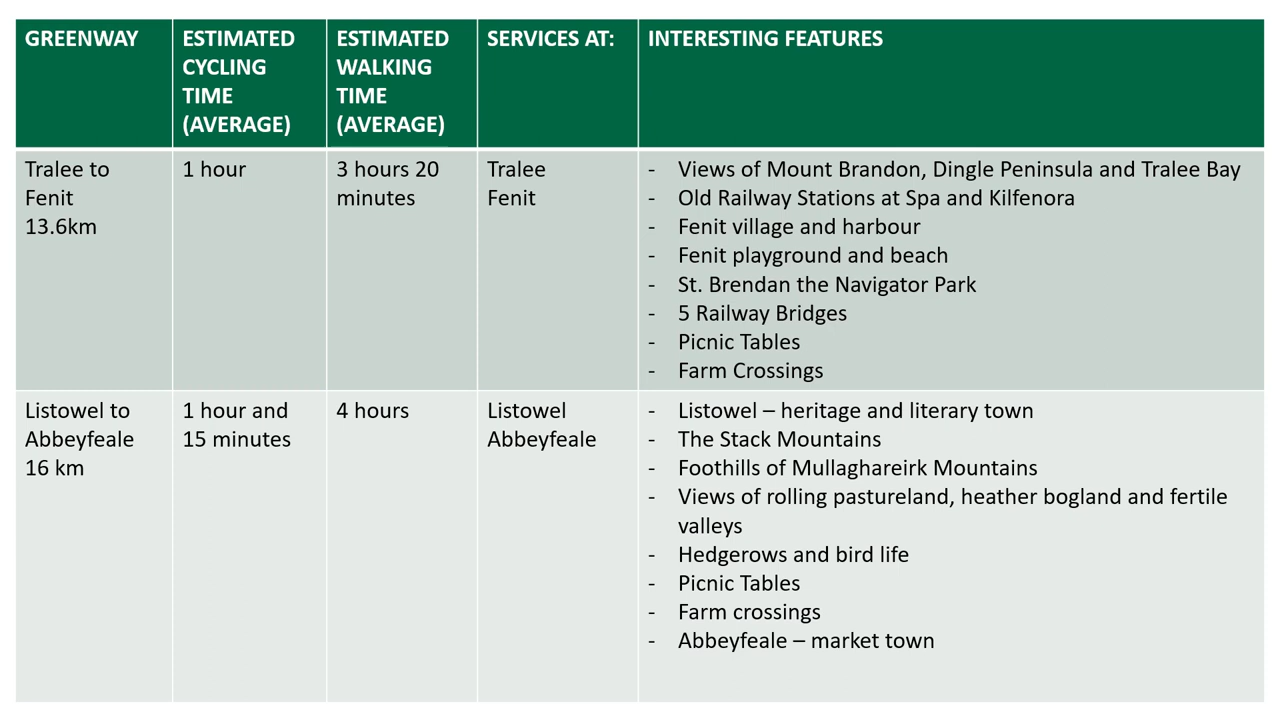 GREENWAY
ESTIMATED
CYCLING
TIME
(AVERAGE)
ESTIMATED
WALKING
TIME
(AVERAGE)
SERVICES AT:
INTERESTING FEATURES
Tralee to
Fenit
13.6km
1 hour
3 hours 20
minutes
Tralee
Fenit
- Views of Mount Brandon, Dingle Peninsula and Tralee Bay
- Old Railway Stations at Spa and Kilfenora
- Fenit village and harbour
- Fenit playground and beach
- St. Brendan the Navigator Park
- 5 Railway Bridges
- Picnic Tables
- Farm Crossings
Listowel to
Abbeyfeale
16 km
1 hour and
15 minutes
4 hours
Listowel
Abbeyfeale
- Listowel – heritage and literary town
- The Stack Mountains
- Foothills of Mullaghareirk Mountains
- Views of rolling pastureland, heather bogland and fertile
valleys
- Hedgerows and bird life
- Picnic Tables
- Farm crossings
- Abbeyfeale – market town